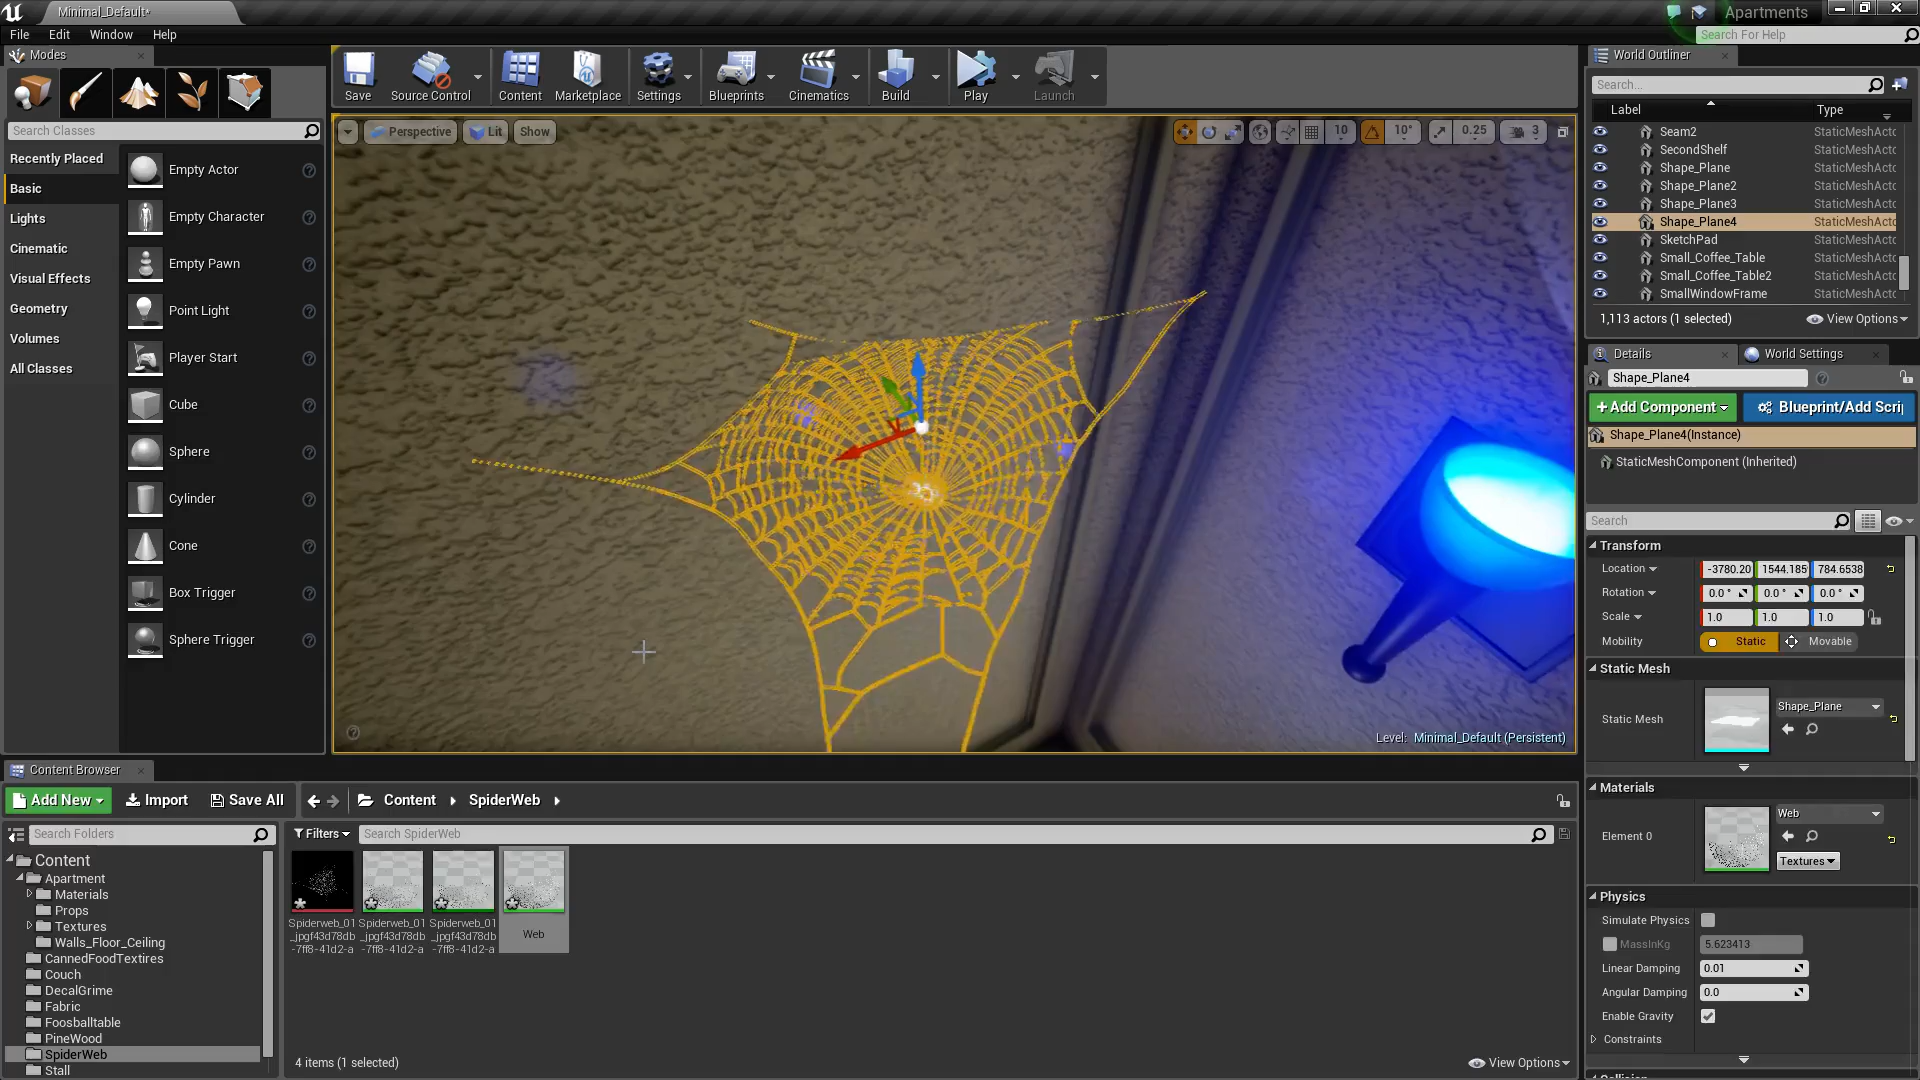 Minimal_Default*
Apartments
File Edit Window Help
Search For Help
Modes
Search Classes
Recently Placed
Basic
Lights
Cinematic
Visual Effects
Geometry
Volumes
All Classes
Empty Actor
Empty Character
Empty Pawn
Point Light
Player Start
Cube
Sphere
Cylinder
Cone
Box Trigger
Sphere Trigger
Save Source Control Content Marketplace Settings Blueprints Cinematics Build Play Launch
Perspective Lit Show
10 10° 0.25 3
Level: Minimal_Default (Persistent)
World Outliner
Search...
Label Type
Seam2 StaticMeshActo
SecondShelf StaticMeshActo
Shape_Plane StaticMeshActo
Shape_Plane2 StaticMeshActo
Shape_Plane3 StaticMeshActo
Shape_Plane4 StaticMeshActo
SketchPad StaticMeshActo
Small_Coffee_Table StaticMeshActo
Small_Coffee_Table2 StaticMeshActo
SmallWindowFrame StaticMeshActo
1,113 actors (1 selected) View Options
Details World Settings
Shape_Plane4
+Add Component Blueprint/Add Scri
Shape_Plane4(Instance)
StaticMeshComponent (Inherited)
Search
Transform
Location -3780.20 1544.185 784.6538
Rotation 0.0 ° 0.0 ° 0.0 °
Scale 1.0 1.0 1.0
Mobility Static Movable
Static Mesh
Static Mesh Shape_Plane
Materials
Element 0 Web
Textures
Physics
Simulate Physics
MassInKg 5.623413
Linear Damping 0.01
Angular Damping 0.0
Enable Gravity
Constraints
Content Browser
Add New Import Save All Content SpiderWeb
Search Folders
Filters Search SpiderWeb
Content
Apartment
Materials
Props
Textures
Walls_Floor_Ceiling
CannedFoodTextires
Couch
DecalGrime
Fabric
Foosballtable
PineWood
SpiderWeb
Stall
Spiderweb_01 Spiderweb_01 Spiderweb_01 Web
_jpgf43d78db _jpgf43d78db _jpgf43d78db
-7ff8-41d2-a -7ff8-41d2-a -7ff8-41d2-a
4 items (1 selected) View Options